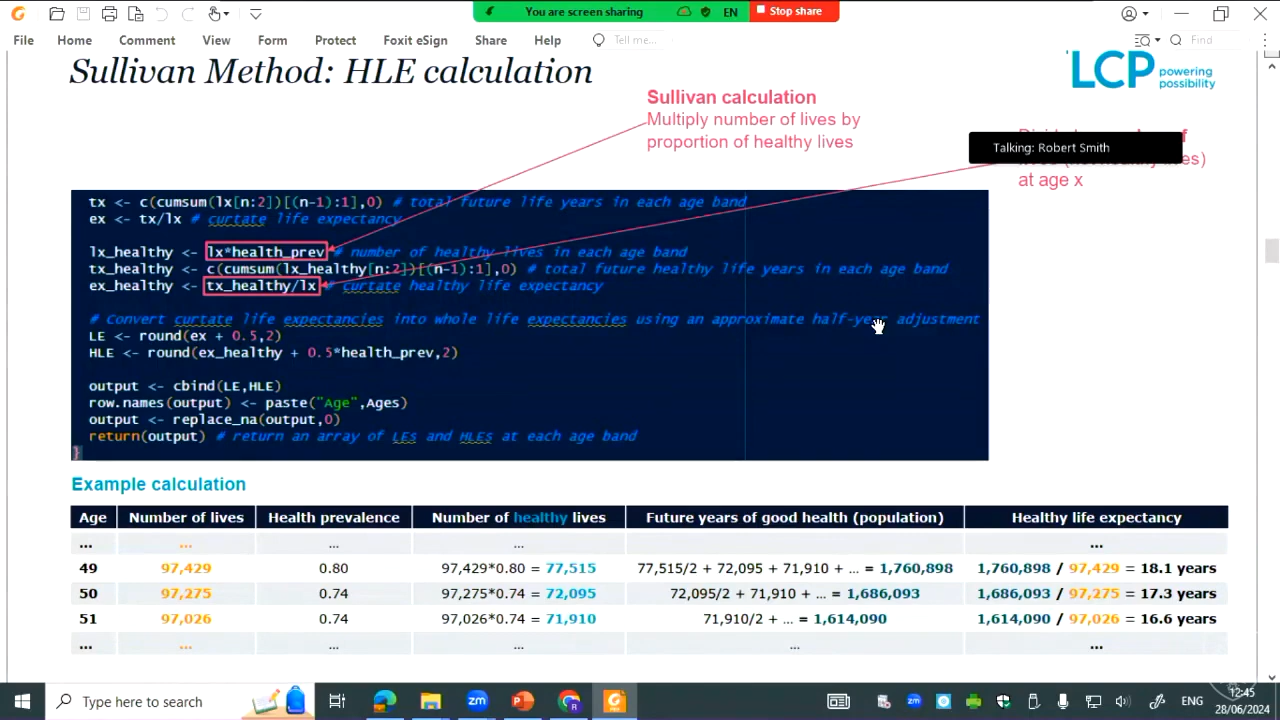 You are screen sharing EN Stop share
File Home Comment View Form Protect Foxit eSign Share Help Tell me... Find
Sullivan Method: HLE calculation
LCP powering possibility
Sullivan calculation
Multiply number of lives by
proportion of healthy lives
Talking: Robert Smith
at age x
tx <- c(cumsum(lx[n:2])[(n-1):1],0) # total future life years in each age band
ex <- tx/lx # curtate life expectancy
lx_healthy <- lx*health_prev # number of healthy lives in each age band
tx_healthy <- c(cumsum(lx_healthy[n:2])[(n-1):1],0) # total future healthy life years in each age band
ex_healthy <- tx_healthy/lx # curtate healthy life expectancy
# Convert curtate life expectancies into whole life expectancies using an approximate half-year adjustment
LE <- round(ex + 0.5,2)
HLE <- round(ex_healthy + 0.5*health_prev,2)
output <- cbind(LE,HLE)
row.names(output) <- paste("Age",Ages)
output <- replace_na(output,0)
return(output) # return an array of LEs and HLEs at each age band
}
Example calculation
Age Number of lives Health prevalence Number of healthy lives Future years of good health (population) Healthy life expectancy
... ... ... ... ...
49 97,429 0.80 97,429*0.80 = 77,515 77,515/2 + 72,095 + 71,910 + ... = 1,760,898 1,760,898 / 97,429 = 18.1 years
50 97,275 0.74 97,275*0.74 = 72,095 72,095/2 + 71,910 + ... = 1,686,093 1,686,093 / 97,275 = 17.3 years
51 97,026 0.74 97,026*0.74 = 71,910 71,910/2 + ... = 1,614,090 1,614,090 / 97,026 = 16.6 years
... ... ... ... ... ...
Type here to search
ENG
12:45
28/06/2024